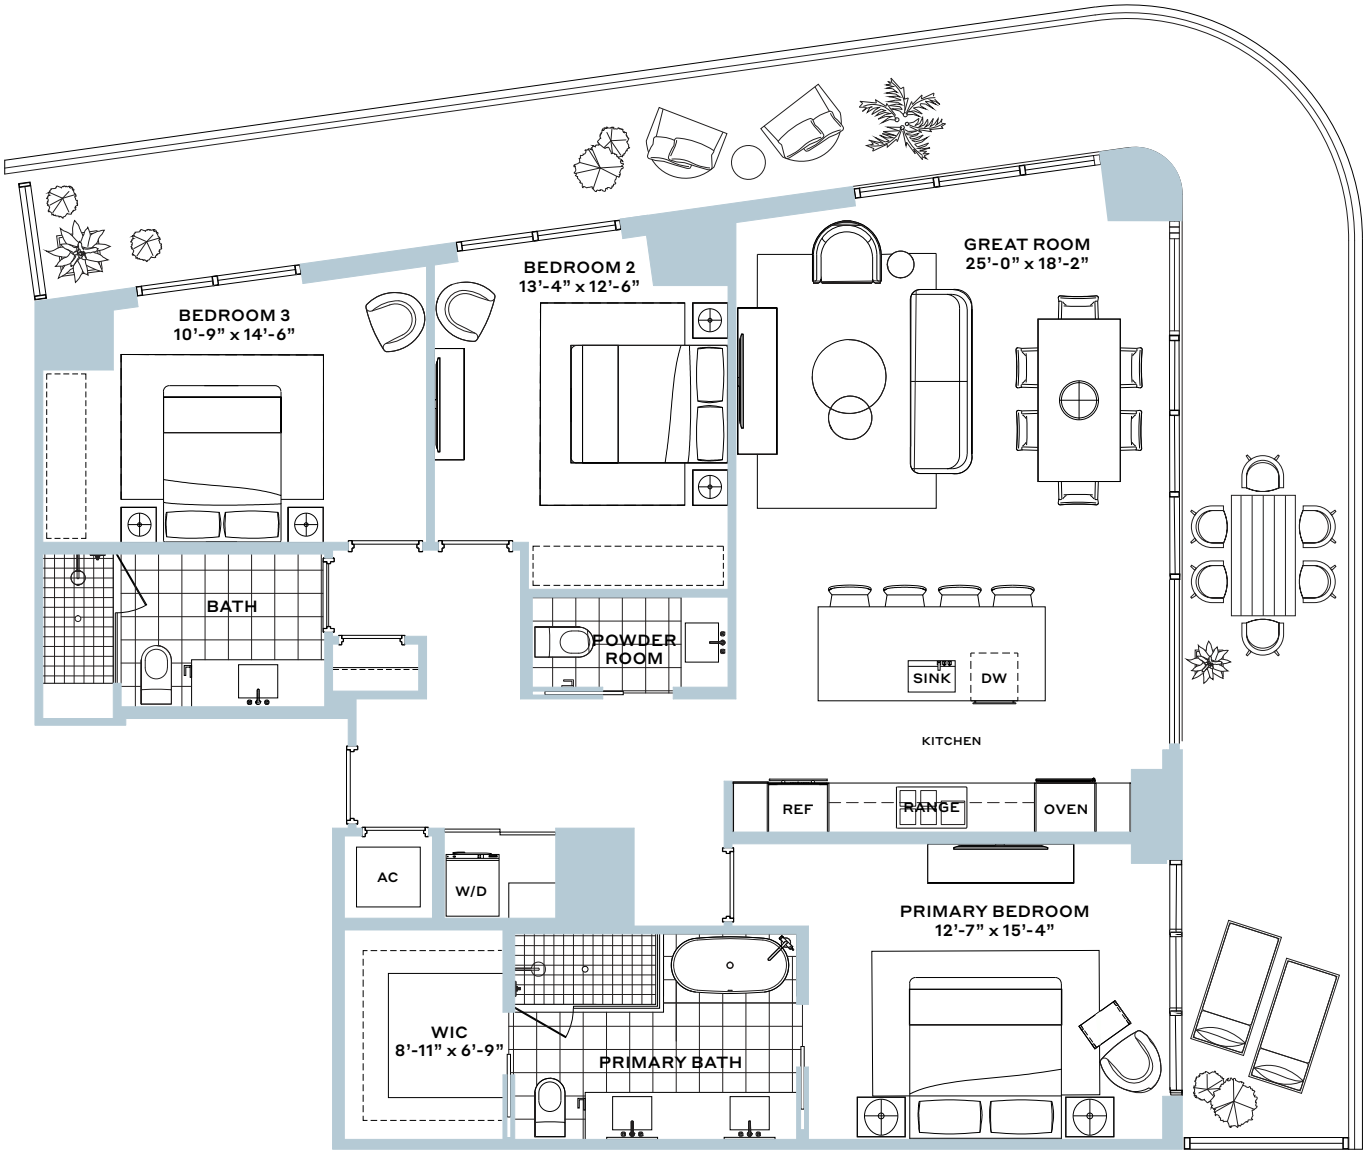 GREAT ROOM
25’-0” x 18’-2”
BEDROOM 2
13’-4” x 12’-6”
BEDROOM 3
10’-9” x 14’-6”
BATH
POWDER
ROOM
SINK
DW
KITCHEN
REF
RANGE
OVEN
AC
W/D
PRIMARY BEDROOM
12’-7” x 15’-4”
WIC
8’-11” x 6’-9”
PRIMARY BATH